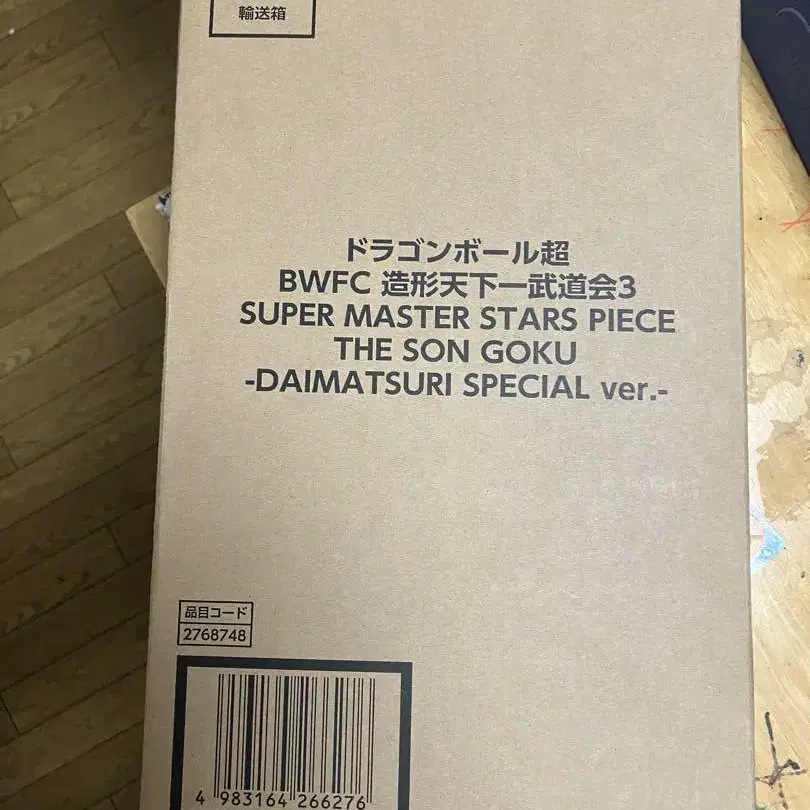 輸送箱
ドラゴンボール超
BWFC 造形天下一武道会3
SUPER MASTER STARS PIECE
THE SON GOKU
-DAIMATSURI SPECIAL ver.-
品目コード
2768748
4 983164 266276